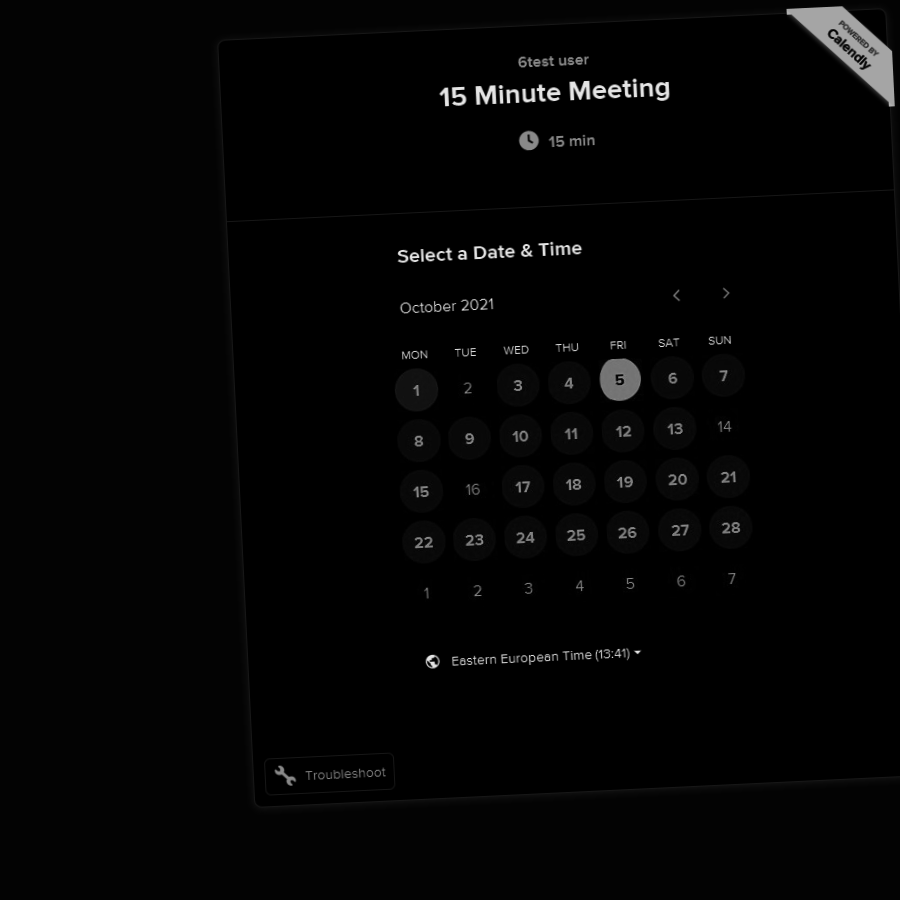 POWERED BY
Calendly
6test user
15 Minute Meeting
15 min
Select a Date & Time
October 2021
MON TUE WED THU FRI SAT SUN
1 2 3 4 5 6 7
8 9 10 11 12 13 14
15 16 17 18 19 20 21
22 23 24 25 26 27 28
1 2 3 4 5 6 7
Eastern European Time (13:41)
Troubleshoot